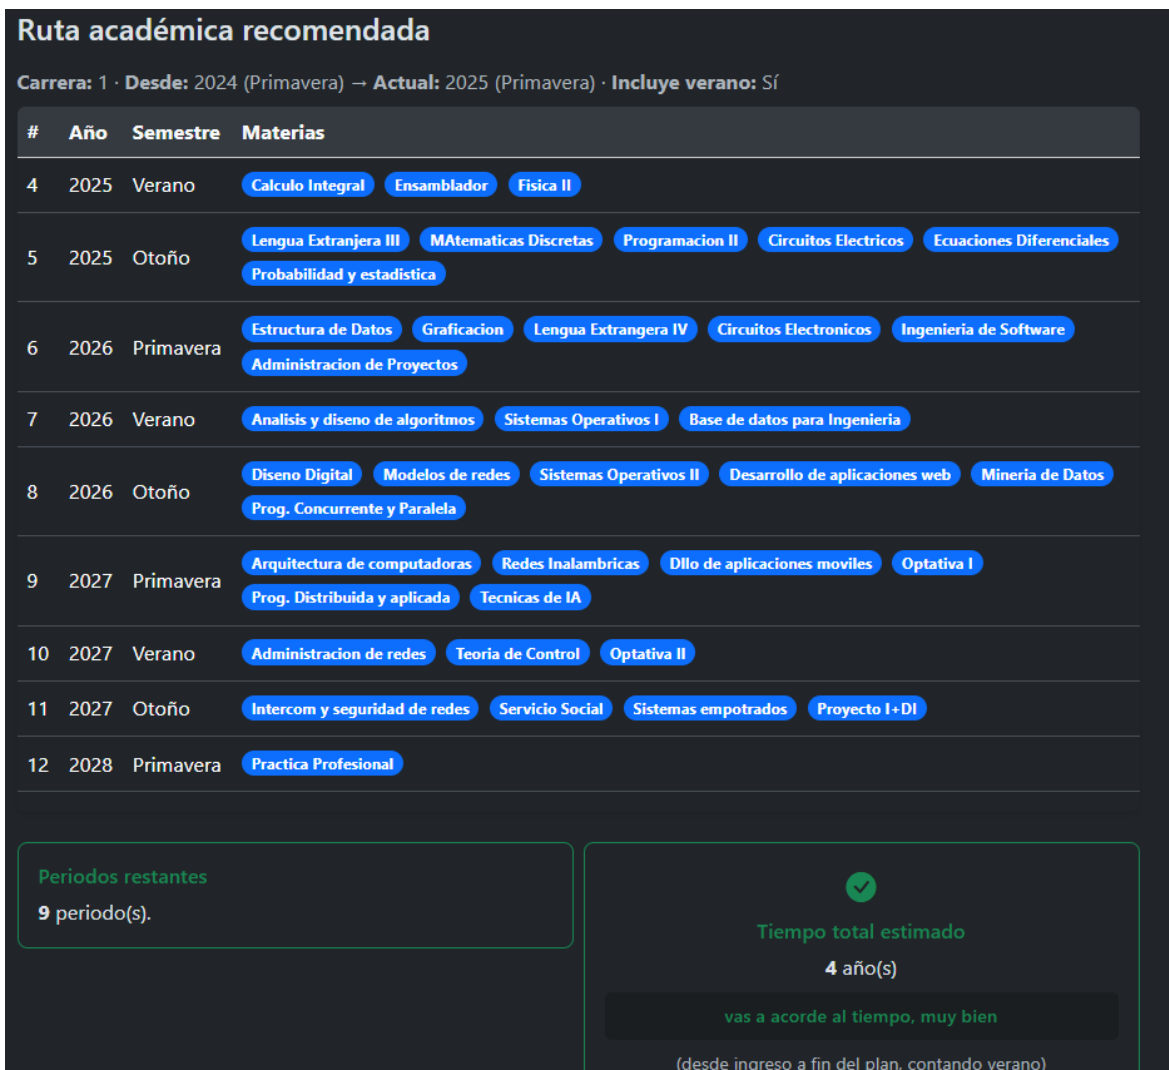 Ruta académica recomendada
Carrera: 1 · Desde: 2024 (Primavera) → Actual: 2025 (Primavera) · Incluye verano: Sí
# Año Semestre Materias
4 2025 Verano Calculo Integral Ensamblador Fisica II
5 2025 Otoño Lengua Extranjera III MAtematicas Discretas Programacion II Circuitos Electricos Ecuaciones Diferenciales
Probabilidad y estadistica
6 2026 Primavera Estructura de Datos Graficacion Lengua Extrangera IV Circuitos Electronicos Ingenieria de Software
Administracion de Proyectos
7 2026 Verano Analisis y diseno de algoritmos Sistemas Operativos I Base de datos para Ingenieria
8 2026 Otoño Diseno Digital Modelos de redes Sistemas Operativos II Desarrollo de aplicaciones web Mineria de Datos
Prog. Concurrente y Paralela
9 2027 Primavera Arquitectura de computadoras Redes Inalambricas Dllo de aplicaciones moviles Optativa I
Prog. Distribuida y aplicada Tecnicas de IA
10 2027 Verano Administracion de redes Teoria de Control Optativa II
11 2027 Otoño Intercom y seguridad de redes Servicio Social Sistemas empotrados Proyecto I+DI
12 2028 Primavera Practica Profesional
Periodos restantes
9 periodo(s).
Tiempo total estimado
4 año(s)
vas a acorde al tiempo, muy bien
(desde ingreso a fin del plan, contando verano)